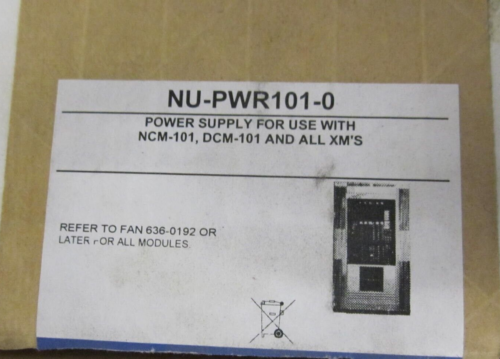 NU-PWR101-0
POWER SUPPLY FOR USE WITH
NCM-101, DCM-101 AND ALL XM'S
REFER TO FAN 636-0192 OR
LATER FOR ALL MODULES.